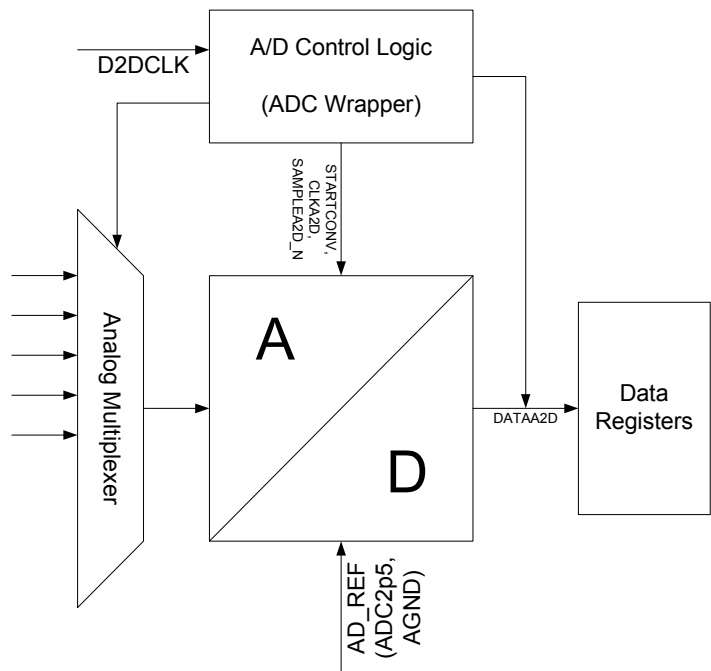 A/D Control Logic
(ADC Wrapper)
D2DCLK
STARTCONV,
CLKA2D,
SAMPLEA2D_N
Analog Multiplexer
A
D
DATAA2D
Data
Registers
AD_REF
(ADC2p5,
AGND)